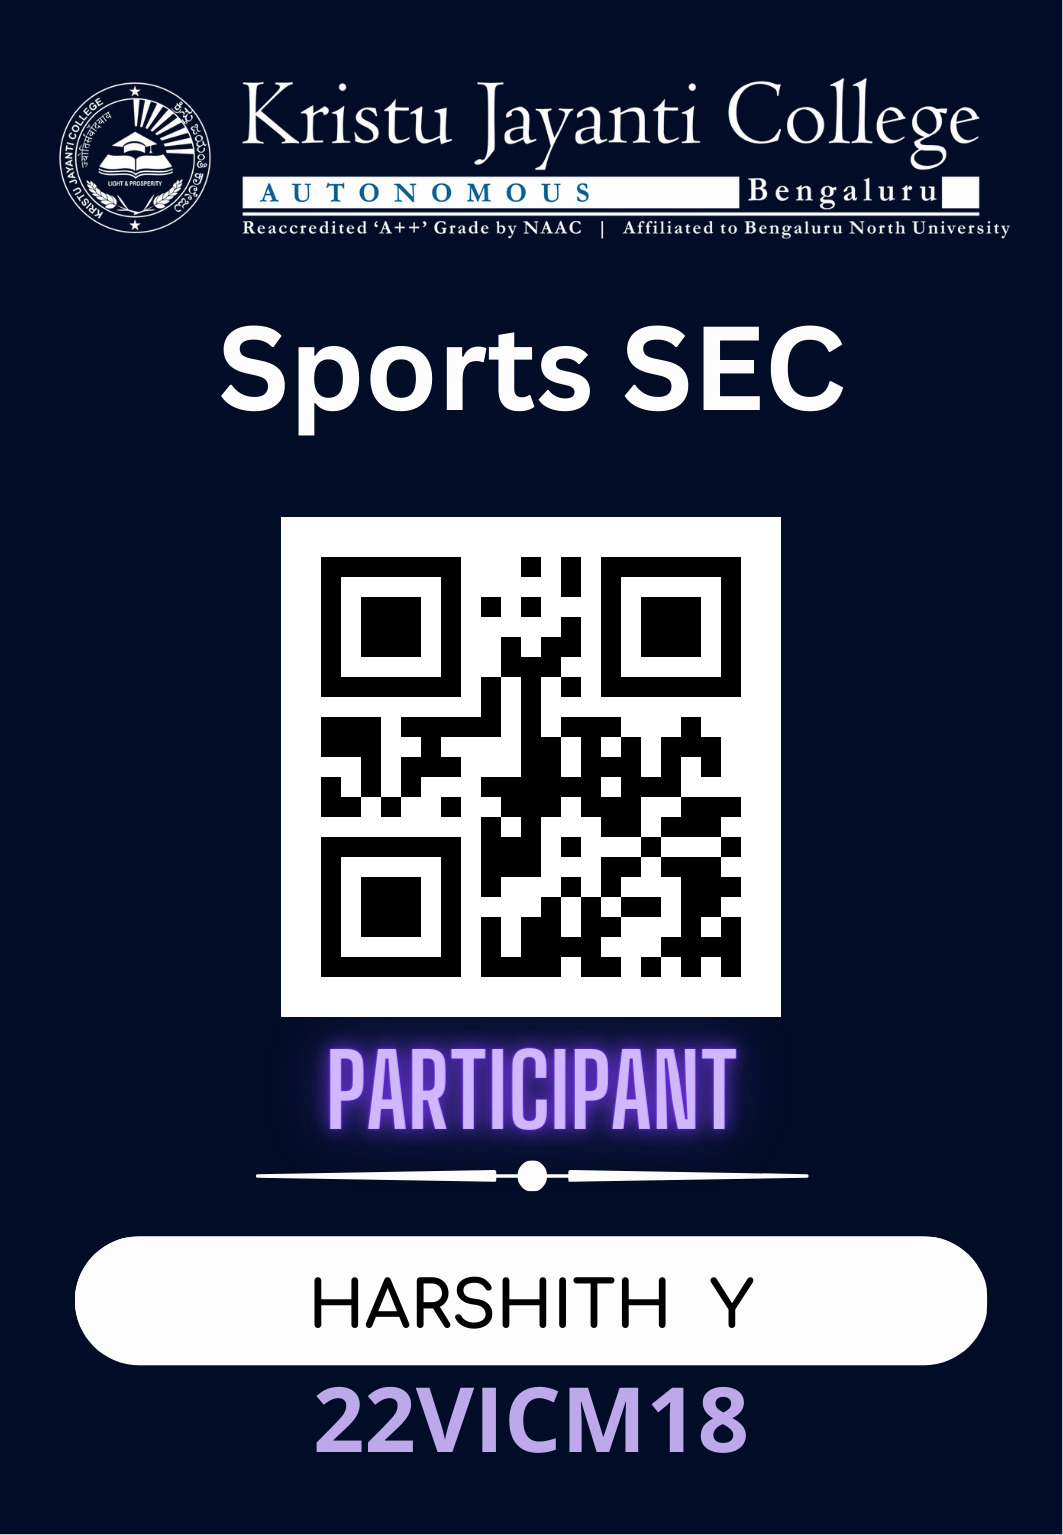 KRISTU JAYANTI COLLEGE
ज्योतिर्संवादाय
LIGHT & PROSPERITY
Kristu Jayanti College
AUTONOMOUS Bengaluru
Reaccredited ‘A++’ Grade by NAAC | Affiliated to Bengaluru North University
Sports SEC
PARTICIPANT
HARSHITH Y
22VICM18